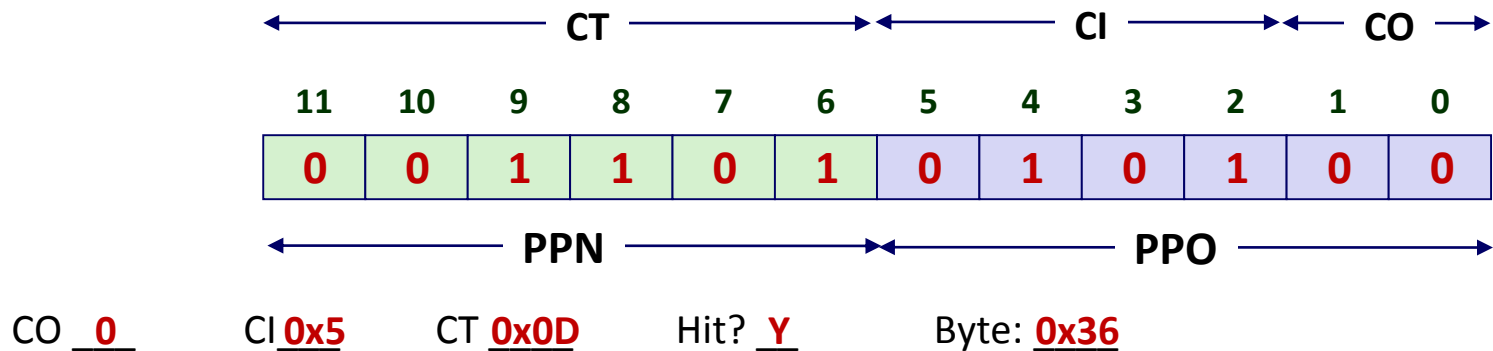 CT CI CO
11 10 9 8 7 6 5 4 3 2 1 0
0 0 1 1 0 1 0 1 0 1 0 0
PPN PPO
CO 0 CI 0x5 CT 0x0D Hit? Y Byte: 0x36